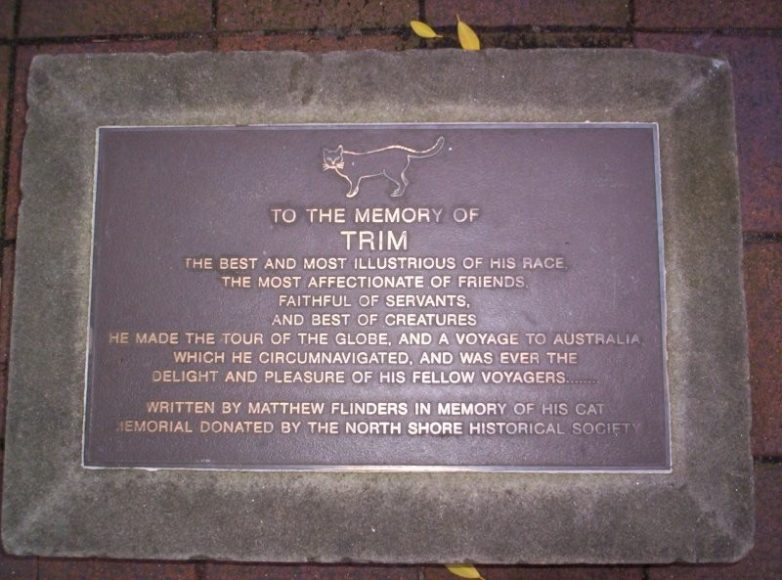 TO THE MEMORY OF
TRIM
THE BEST AND MOST ILLUSTRIOUS OF HIS RACE,
THE MOST AFFECTIONATE OF FRIENDS,
FAITHFUL OF SERVANTS,
AND BEST OF CREATURES
HE MADE THE TOUR OF THE GLOBE, AND A VOYAGE TO AUSTRALIA,
WHICH HE CIRCUMNAVIGATED, AND WAS EVER THE
DELIGHT AND PLEASURE OF HIS FELLOW VOYAGERS.......
WRITTEN BY MATTHEW FLINDERS IN MEMORY OF HIS CAT
MEMORIAL DONATED BY THE NORTH SHORE HISTORICAL SOCIETY